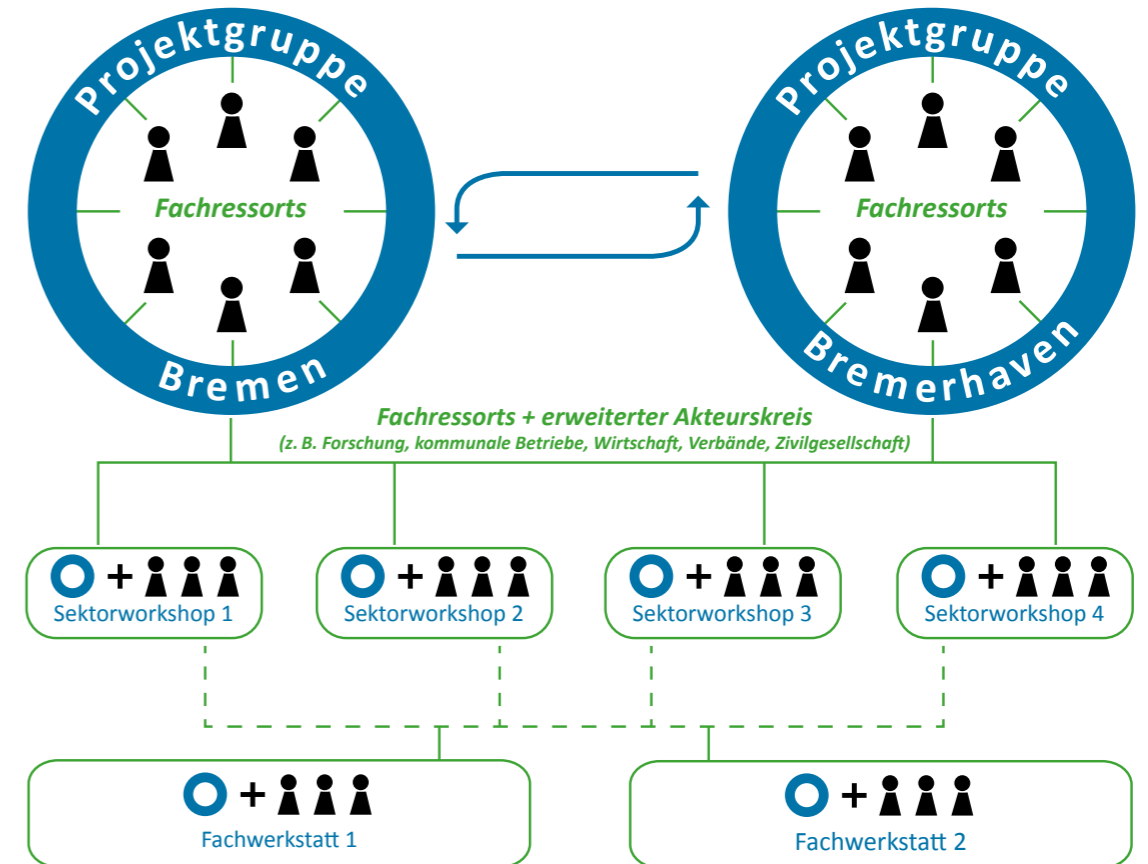 Projektgruppe
Fachressorts
Bremen
Projektgruppe
Fachressorts
Bremerhaven
Fachressorts + erweiterter Akteurskreis
(z. B. Forschung, kommunale Betriebe, Wirtschaft, Verbände, Zivilgesellschaft)
+
Sektorworkshop 1
+
Sektorworkshop 2
+
Sektorworkshop 3
+
Sektorworkshop 4
+
Fachwerkstatt 1
+
Fachwerkstatt 2